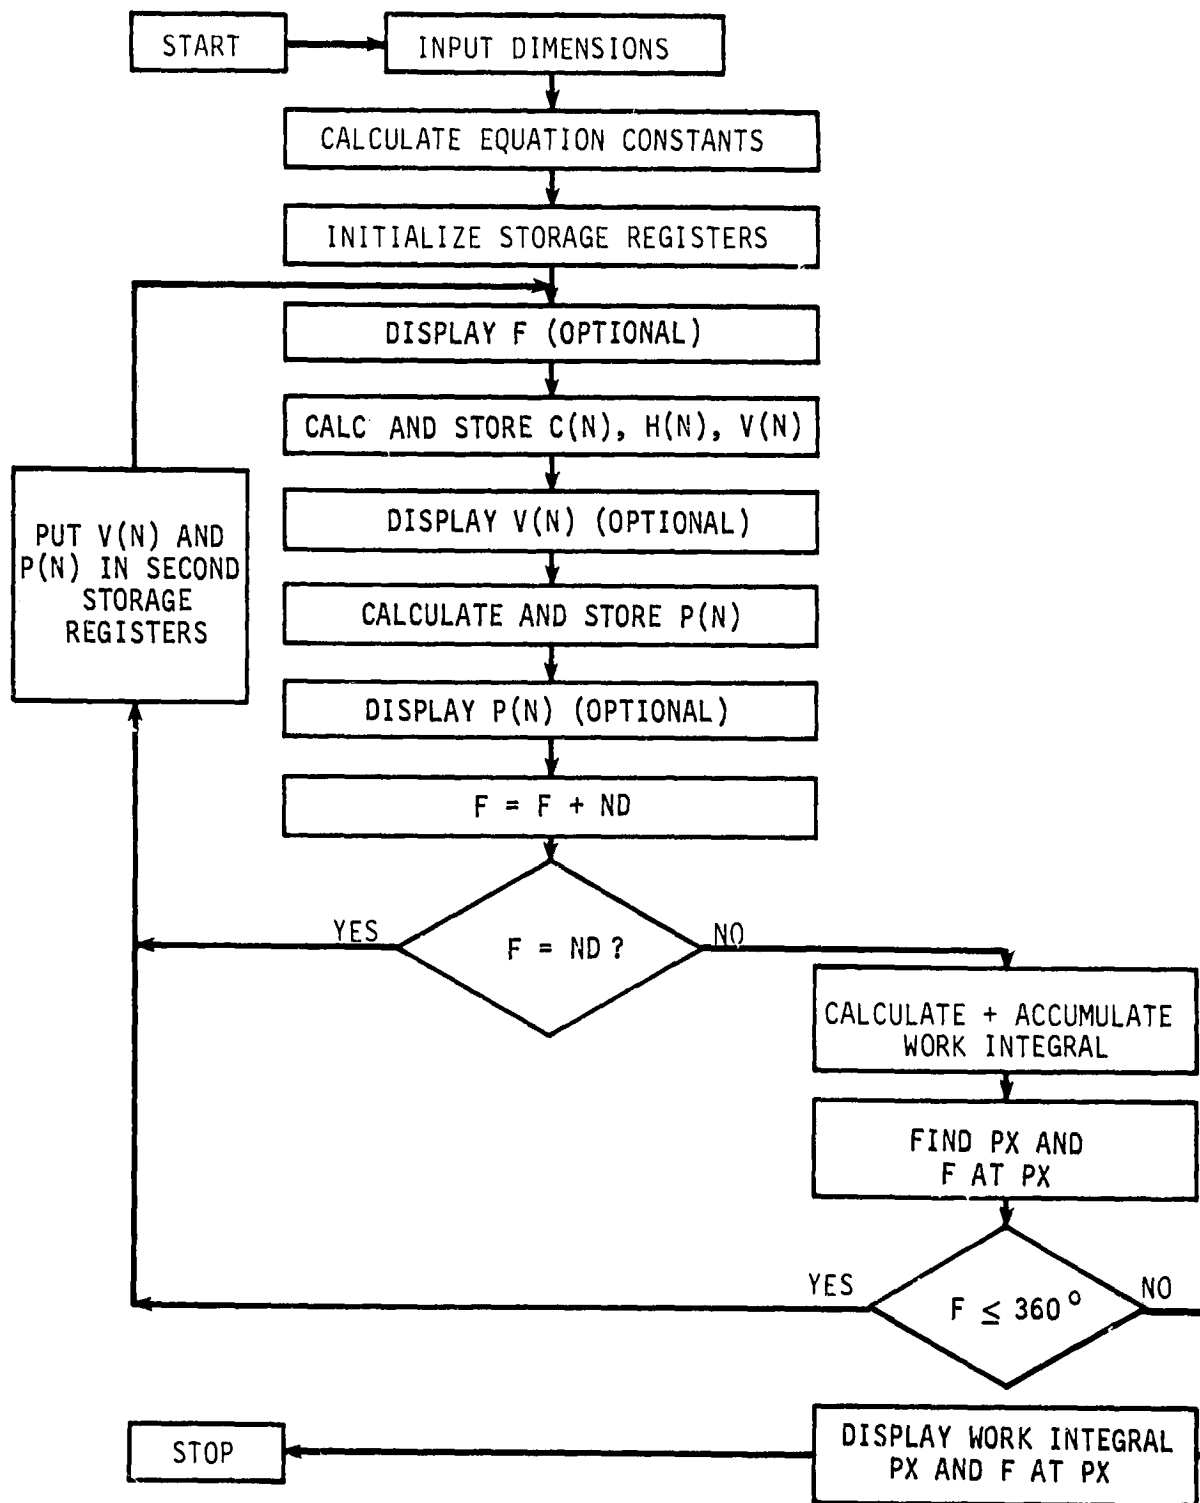 START
INPUT DIMENSIONS
CALCULATE EQUATION CONSTANTS
INITIALIZE STORAGE REGISTERS
DISPLAY F (OPTIONAL)
CALC AND STORE C(N), H(N), V(N)
PUT V(N) AND
P(N) IN SECOND
STORAGE
REGISTERS
DISPLAY V(N) (OPTIONAL)
CALCULATE AND STORE P(N)
DISPLAY P(N) (OPTIONAL)
F = F + ND
YES
F = ND ?
NO
CALCULATE + ACCUMULATE
WORK INTEGRAL
FIND PX AND
F AT PX
YES
F ≤ 360°
NO
DISPLAY WORK INTEGRAL
PX AND F AT PX
STOP